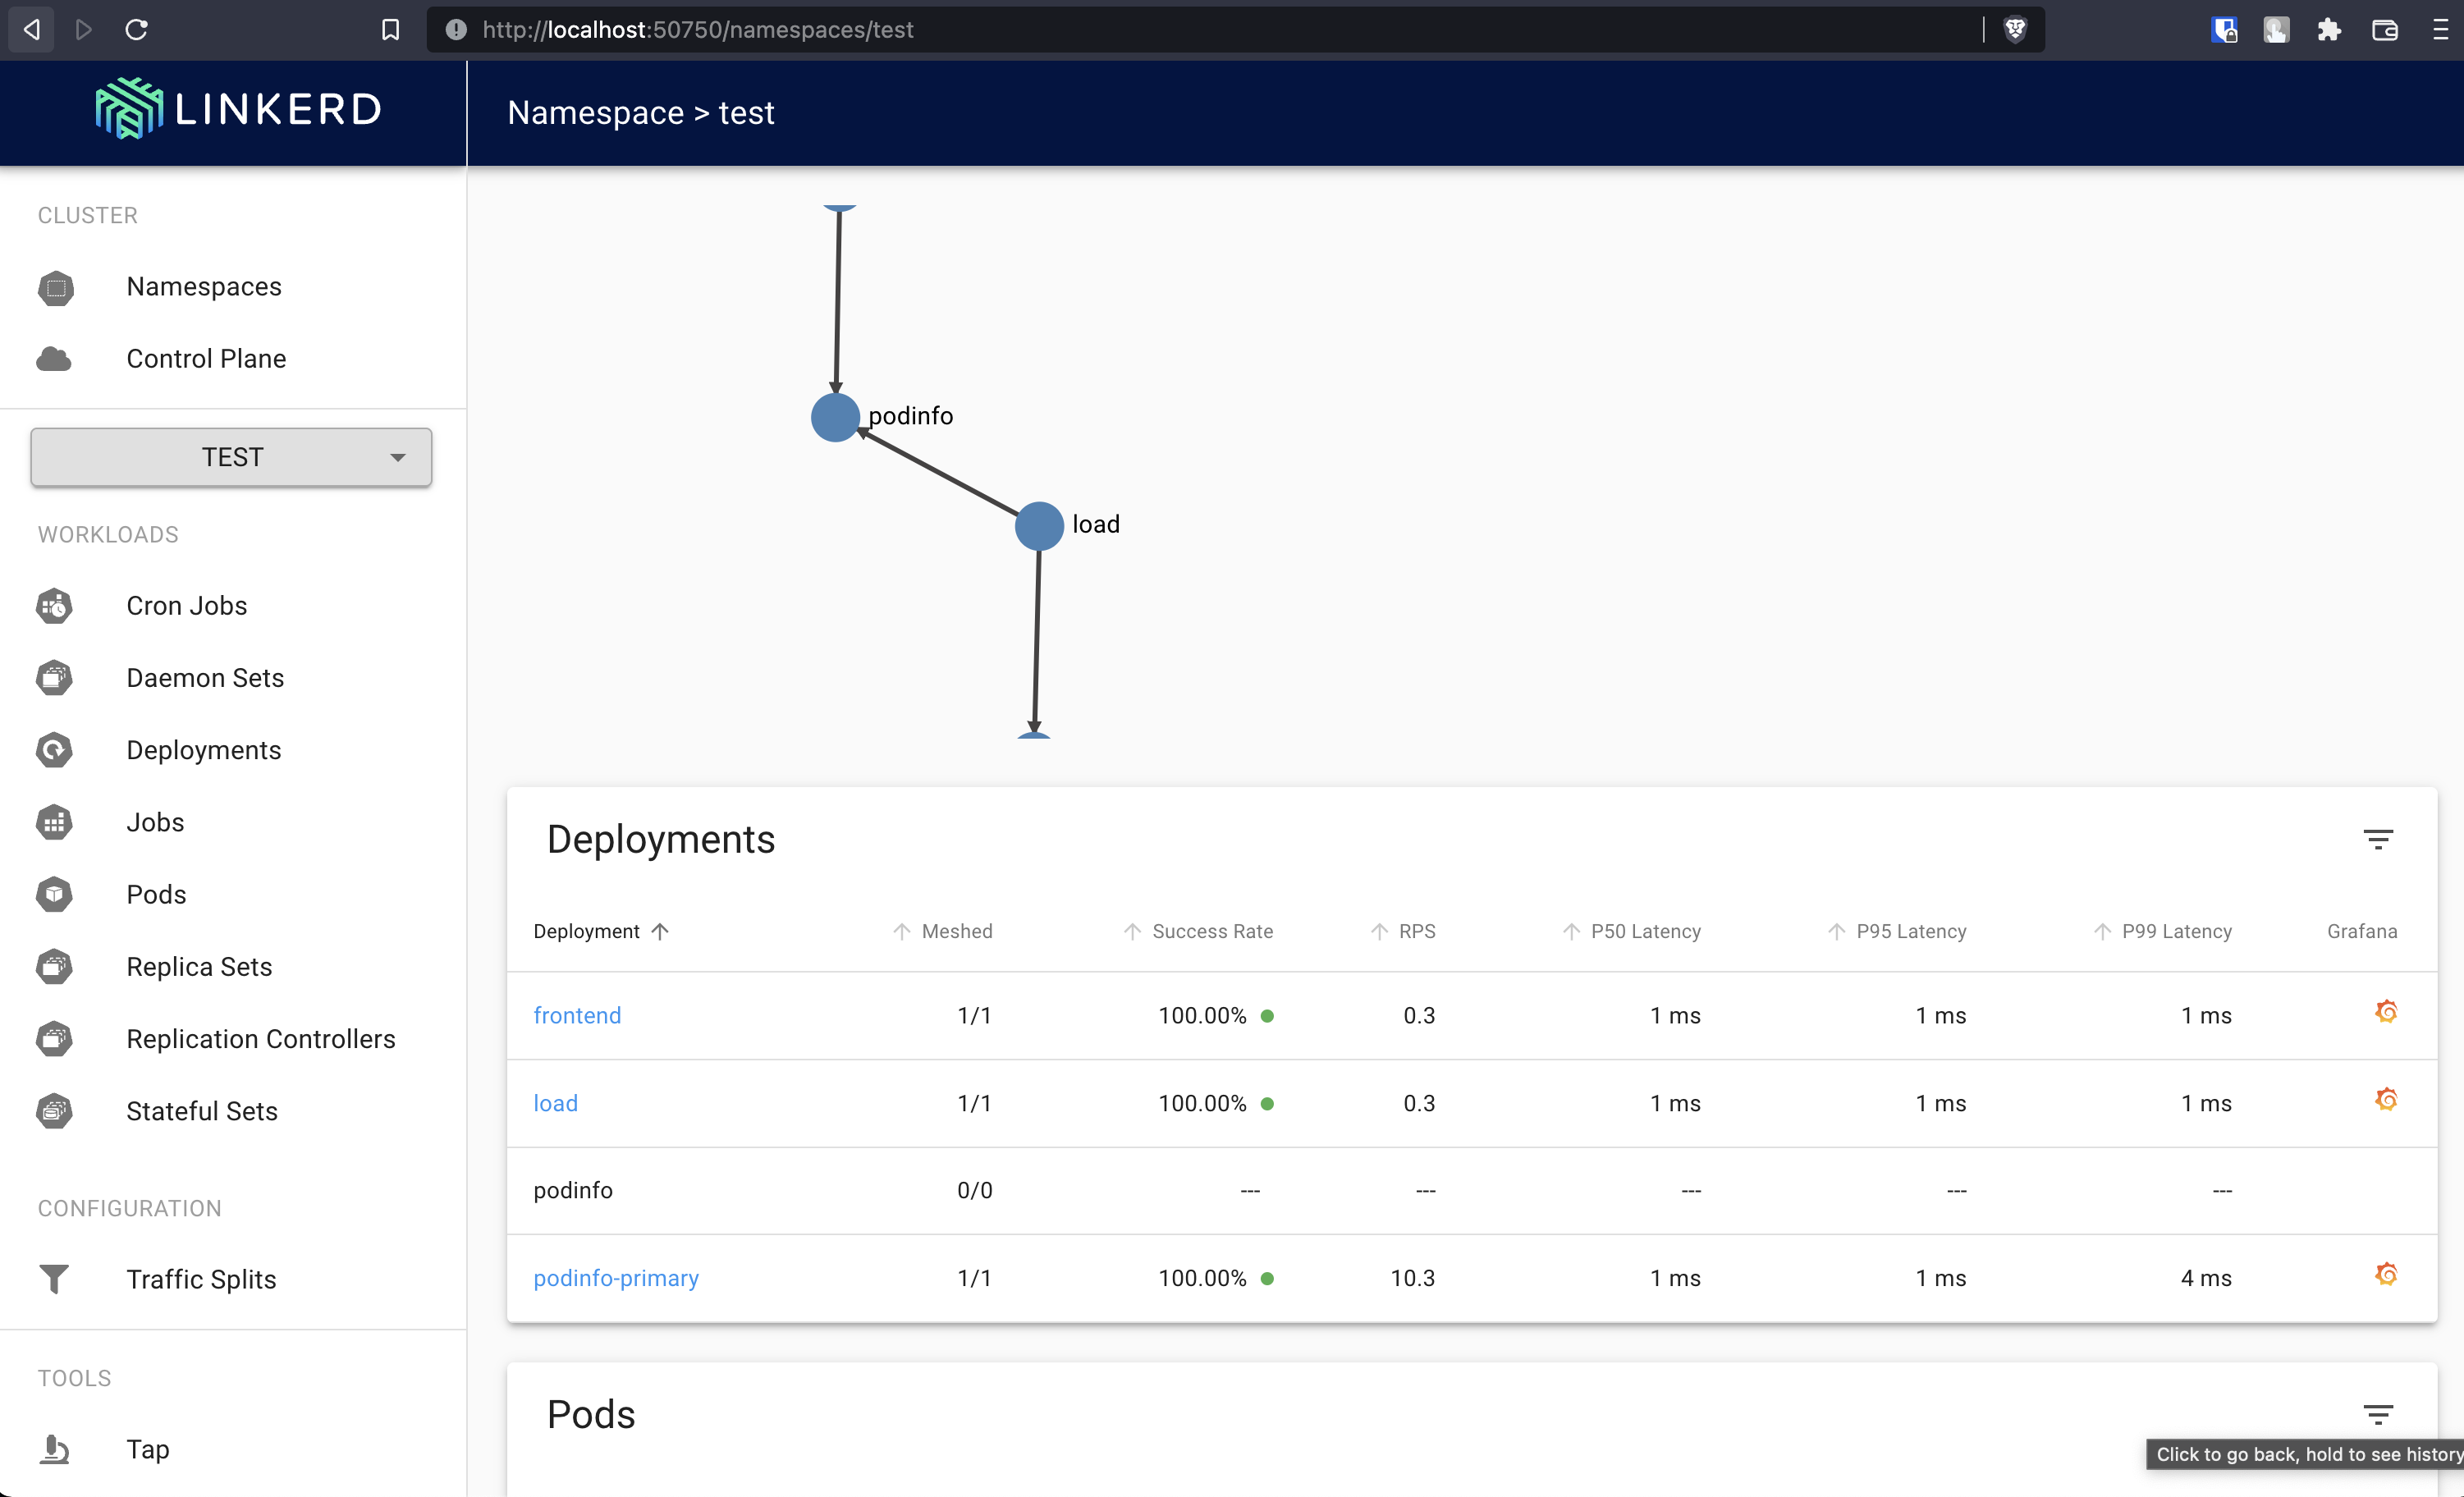 http://localhost:50750/namespaces/test
LINKERD
Namespace > test
CLUSTER
Namespaces
Control Plane
TEST
WORKLOADS
Cron Jobs
Daemon Sets
Deployments
Jobs
Pods
Replica Sets
Replication Controllers
Stateful Sets
CONFIGURATION
Traffic Splits
TOOLS
Tap
podinfo
load
Deployments
Deployment Meshed Success Rate RPS P50 Latency P95 Latency P99 Latency Grafana
frontend 1/1 100.00% 0.3 1 ms 1 ms 1 ms
load 1/1 100.00% 0.3 1 ms 1 ms 1 ms
podinfo 0/0 --- --- --- --- ---
podinfo-primary 1/1 100.00% 10.3 1 ms 1 ms 4 ms
Pods
Click to go back, hold to see history